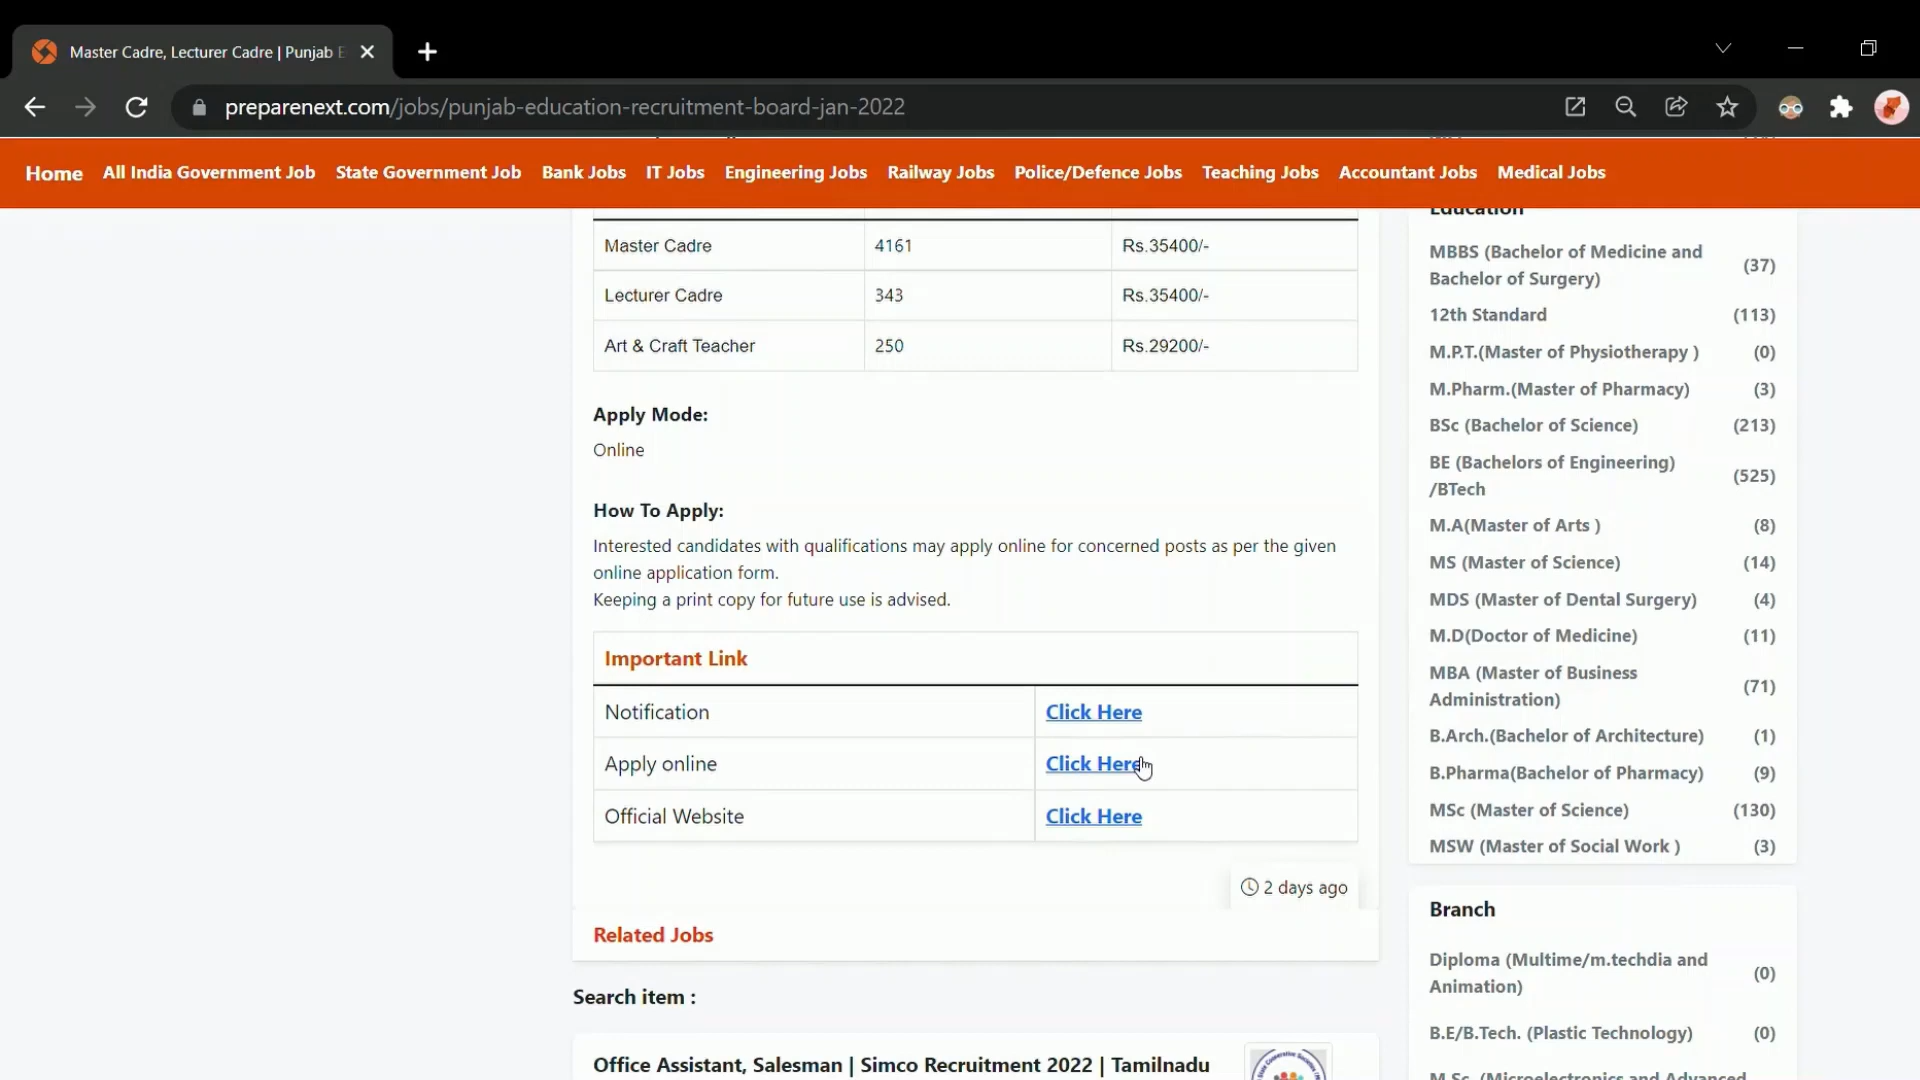 Master Cadre, Lecturer Cadre | Punjab E
preparenext.com/jobs/punjab-education-recruitment-board-jan-2022
Home All India Government Job State Government Job Bank Jobs IT Jobs Engineering Jobs Railway Jobs Police/Defence Jobs Teaching Jobs Accountant Jobs Medical Jobs
Master Cadre 4161 Rs.35400/-
Lecturer Cadre 343 Rs.35400/-
Art & Craft Teacher 250 Rs.29200/-
Apply Mode:
Online
How To Apply:
Interested candidates with qualifications may apply online for concerned posts as per the given
online application form.
Keeping a print copy for future use is advised.
Important Link
Notification Click Here
Apply online Click Here
Official Website Click Here
2 days ago
Related Jobs
Search item :
Office Assistant, Salesman | Simco Recruitment 2022 | Tamilnadu
Education
MBBS (Bachelor of Medicine and
Bachelor of Surgery) (37)
12th Standard (113)
M.P.T.(Master of Physiotherapy ) (0)
M.Pharm.(Master of Pharmacy) (3)
BSc (Bachelor of Science) (213)
BE (Bachelors of Engineering)
/BTech (525)
M.A(Master of Arts ) (8)
MS (Master of Science) (14)
MDS (Master of Dental Surgery) (4)
M.D(Doctor of Medicine) (11)
MBA (Master of Business
Administration) (71)
B.Arch.(Bachelor of Architecture) (1)
B.Pharma(Bachelor of Pharmacy) (9)
MSc (Master of Science) (130)
MSW (Master of Social Work ) (3)
Branch
Diploma (Multime/m.techdia and
Animation) (0)
B.E/B.Tech. (Plastic Technology) (0)
M.Sc. (Microelectronics and Advanced